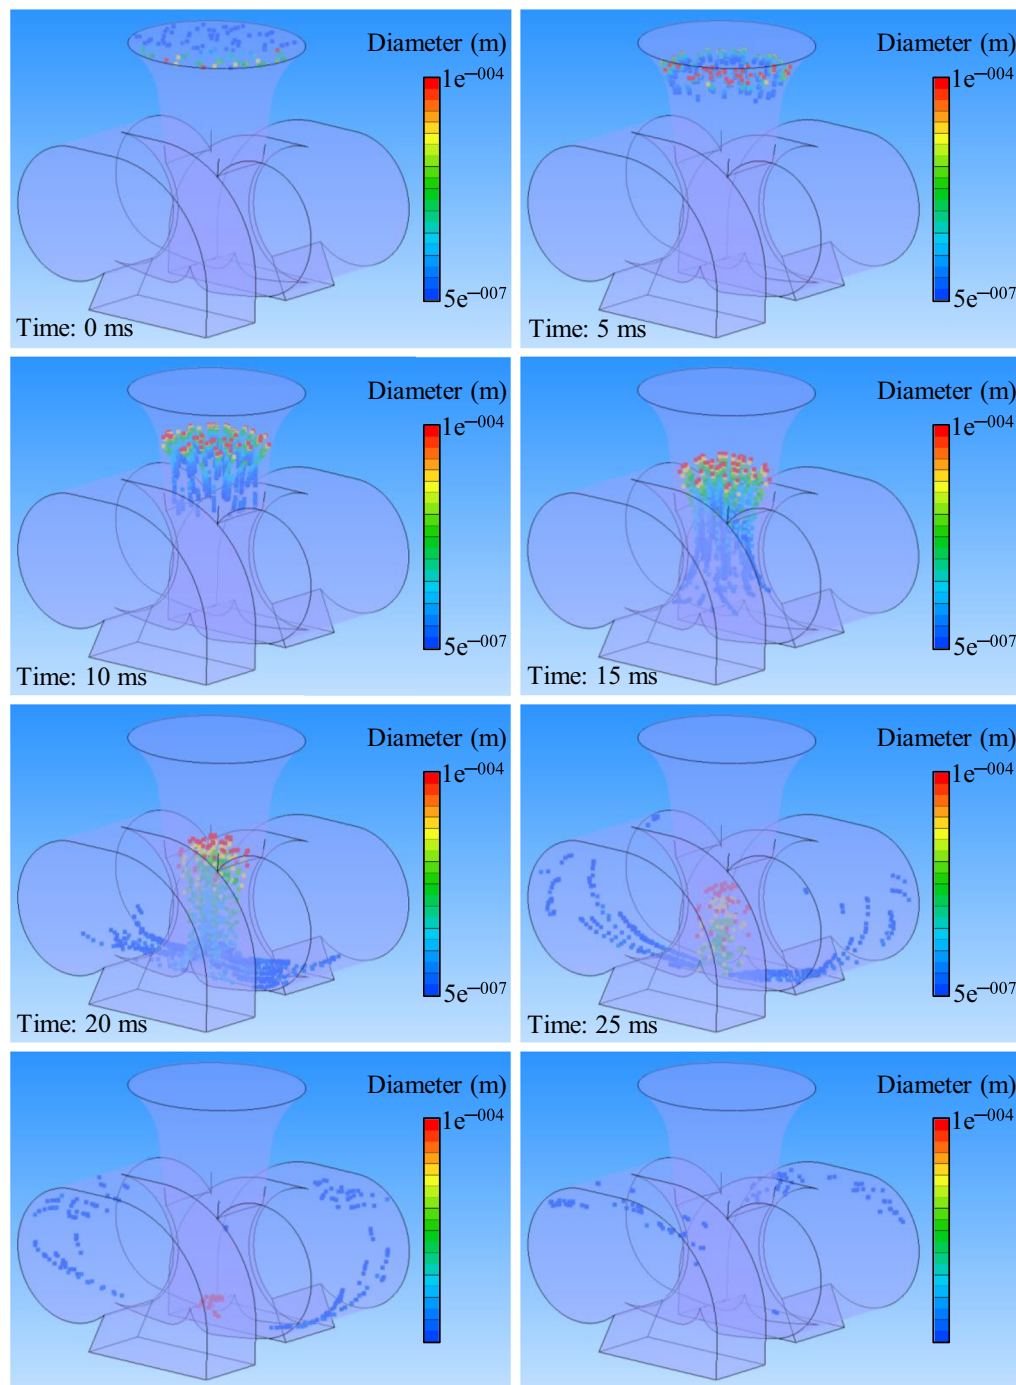 Diameter (m)
1e⁻⁰⁰⁴
5e⁻⁰⁰⁷
Time: 0 ms
Diameter (m)
1e⁻⁰⁰⁴
5e⁻⁰⁰⁷
Time: 5 ms
Diameter (m)
1e⁻⁰⁰⁴
5e⁻⁰⁰⁷
Time: 10 ms
Diameter (m)
1e⁻⁰⁰⁴
5e⁻⁰⁰⁷
Time: 15 ms
Diameter (m)
1e⁻⁰⁰⁴
5e⁻⁰⁰⁷
Time: 20 ms
Diameter (m)
1e⁻⁰⁰⁴
5e⁻⁰⁰⁷
Time: 25 ms
Diameter (m)
1e⁻⁰⁰⁴
Diameter (m)
1e⁻⁰⁰⁴